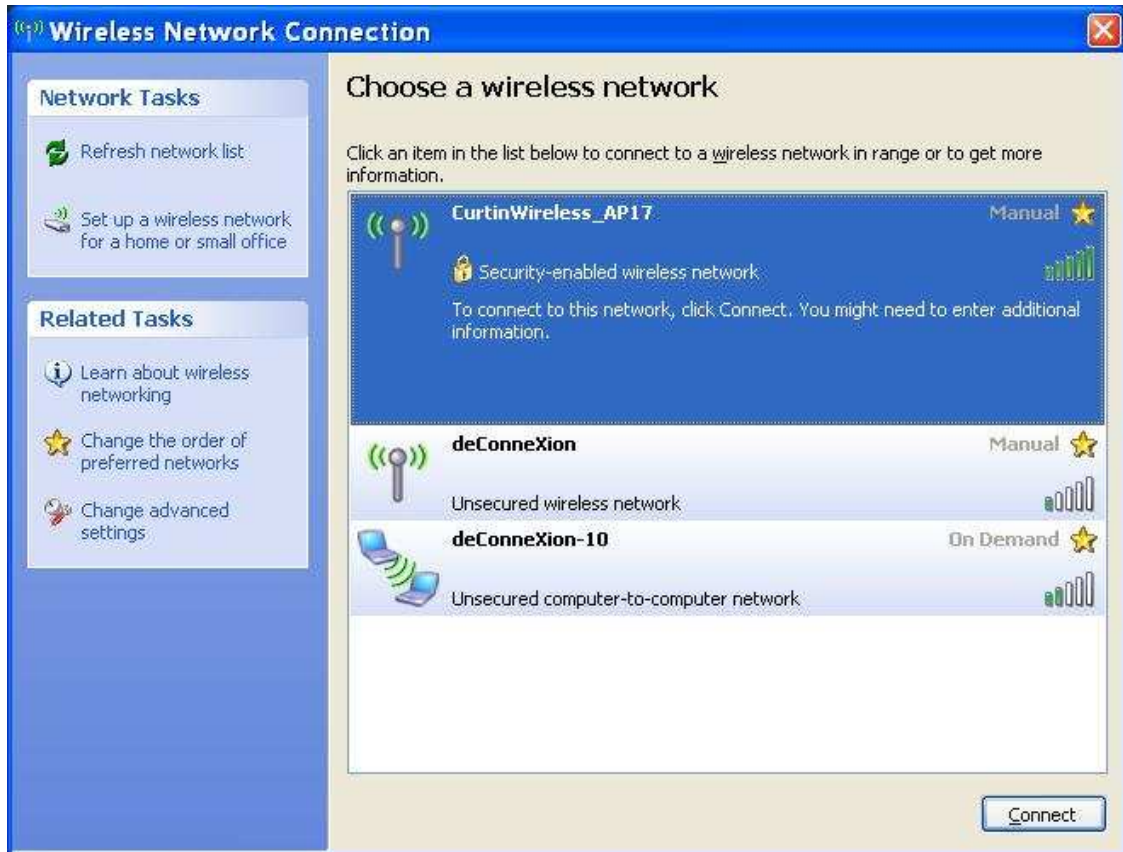 Wireless Network Connection
Network Tasks
Refresh network list
Set up a wireless network
for a home or small office
Related Tasks
Learn about wireless
networking
Change the order of
preferred networks
Change advanced
settings
Choose a wireless network
Click an item in the list below to connect to a wireless network in range or to get more
information.
CurtinWireless_AP17 Manual
Security-enabled wireless network
To connect to this network, click Connect. You might need to enter additional
information.
deConneXion Manual
Unsecured wireless network
deConneXion-10 On Demand
Unsecured computer-to-computer network
Connect